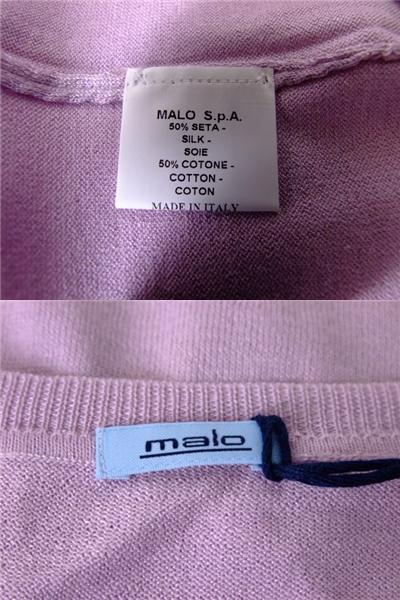 MALO S.p.A.
50% SETA -
SILK -
SOIE
50% COTONE -
COTTON -
COTON
MADE IN ITALY
malo